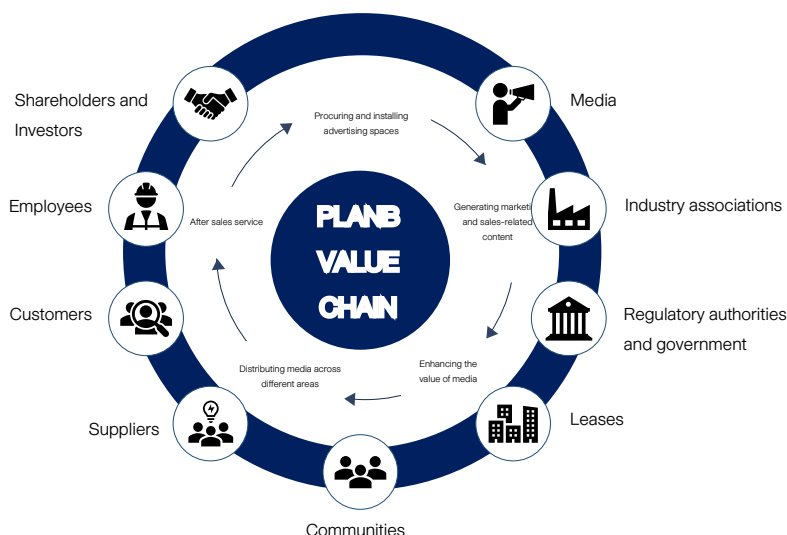 Shareholders and
Investors
Media
Procuring and installing
advertising spaces
Employees
After sales service
PLANB
VALUE
CHAIN
and sales-related
content
Generating
Industry associations
Customers
Regulatory authorities
and government
Distributing media across
different areas
Enhancing the
value of media
Suppliers
Leases
Communities